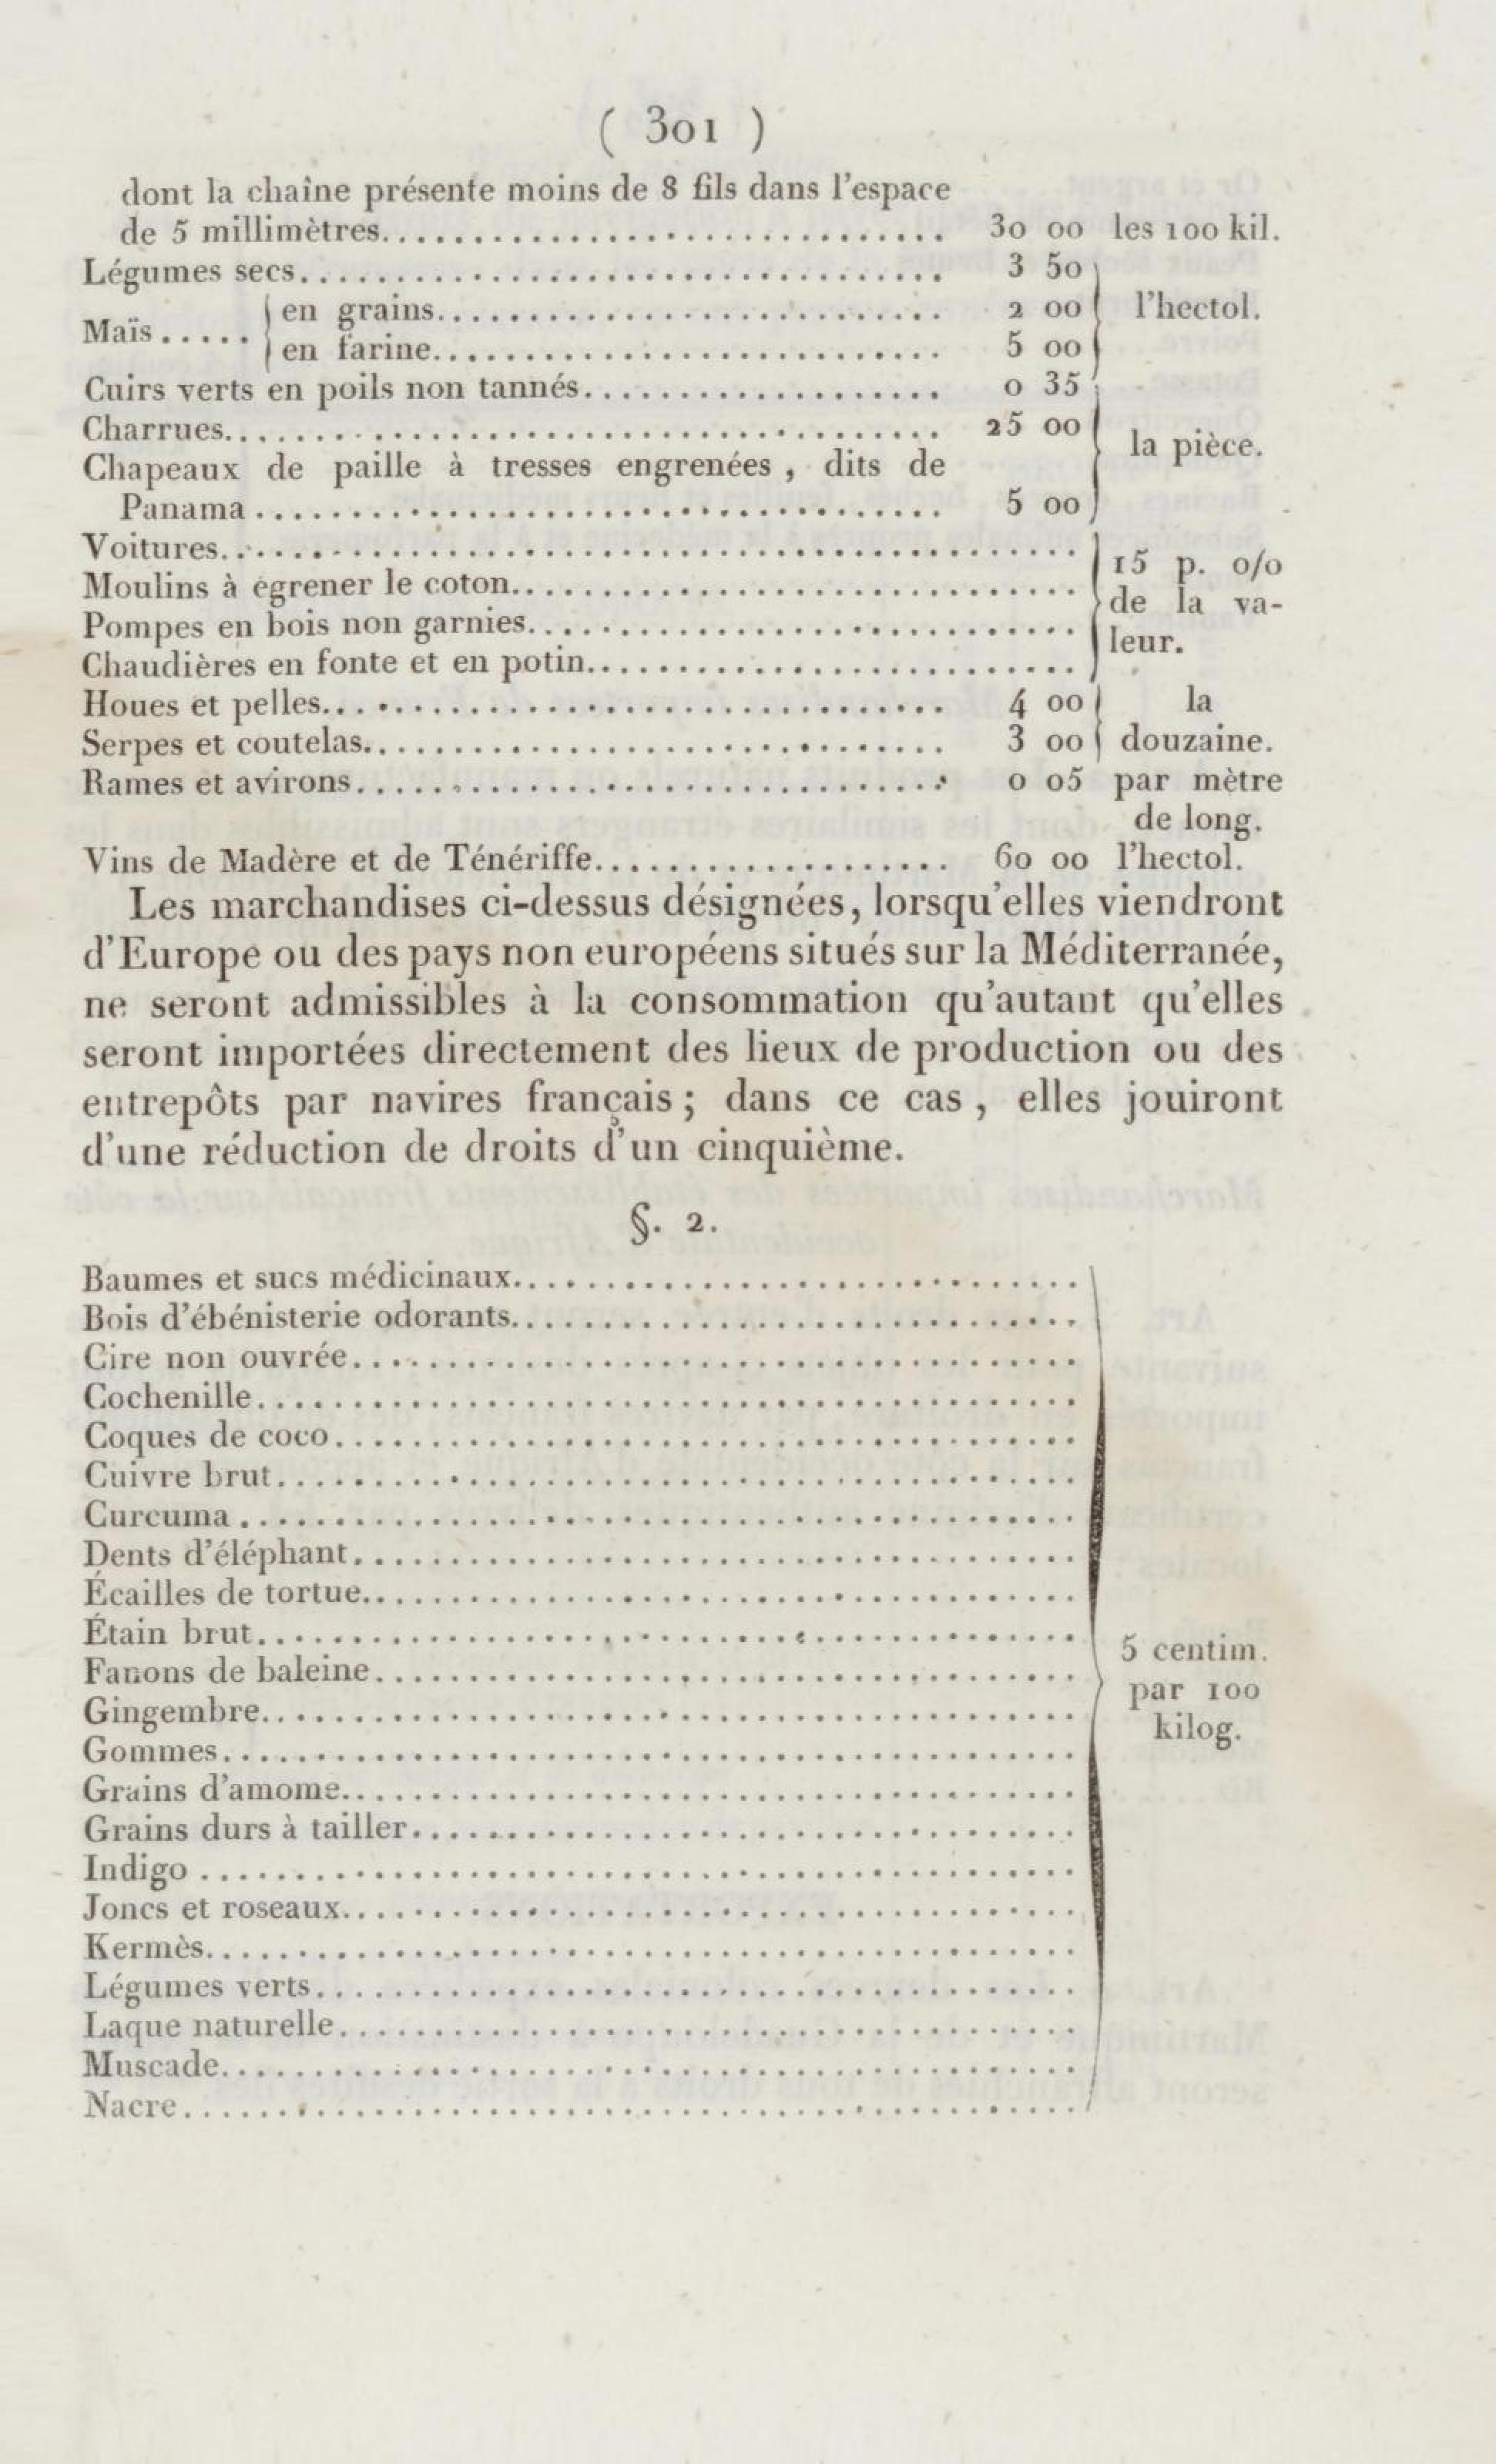 ( 301 )
dont la chaîne présente moins de 8 fils dans l'espace
de 5 millimètres.............................. 30 00 les 100 kil.
Légumes secs.................................. 3 50
Maïs..... en grains........................... 2 00 l'hectol.
en farine........................... 5 00
Cuirs verts en poils non tannés................... 0 35
Charrues...................................... 25 00 la pièce.
Chapeaux de paille à tresses engrenées, dits de
Panama..................................... 5 00
Voitures............................................. 15 p. 0/0
Moulins à égrener le coton.............................. de la va-
Pompes en bois non garnies.............................. leur.
Chaudières en fonte et en potin..........................
Houes et pelles................................. 4 00 la
Serpes et coutelas............................... 3 00 douzaine.
Rames et avirons................................ 0 05 par mètre
de long.
Vins de Madère et de Ténériffe................... 60 00 l'hectol.
Les marchandises ci-dessus désignées, lorsqu'elles viendront
d'Europe ou des pays non européens situés sur la Méditerranée,
ne seront admissibles à la consommation qu'autant qu'elles
seront importées directement des lieux de production ou des
entrepôts par navires français; dans ce cas, elles jouiront
d'une réduction de droits d'un cinquième.
§. 2.
Baumes et sucs médicinaux..............................
Bois d'ébénisterie odorants..............................
Cire non ouvrée.......................................
Cochenille............................................
Coques de coco........................................
Cuivre brut...........................................
Curcuma.............................................
Dents d'éléphant.......................................
Écailles de tortue......................................
Étain brut............................................
Fanons de baleine...................................... 5 centim.
Gingembre............................................ par 100
Gommes.............................................. kilog.
Grains d'amome.......................................
Grains durs à tailler...................................
Indigo...............................................
Joncs et roseaux.......................................
Kermès..............................................
Légumes verts........................................
Laque naturelle.......................................
Muscade.............................................
Nacre................................................